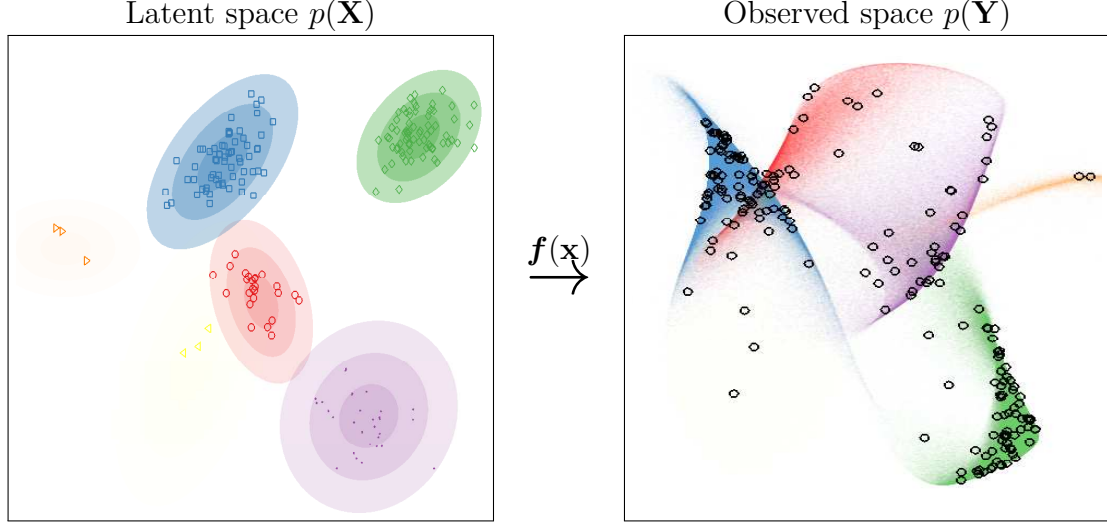 Latent space p(X)
Observed space p(Y)
f(x)